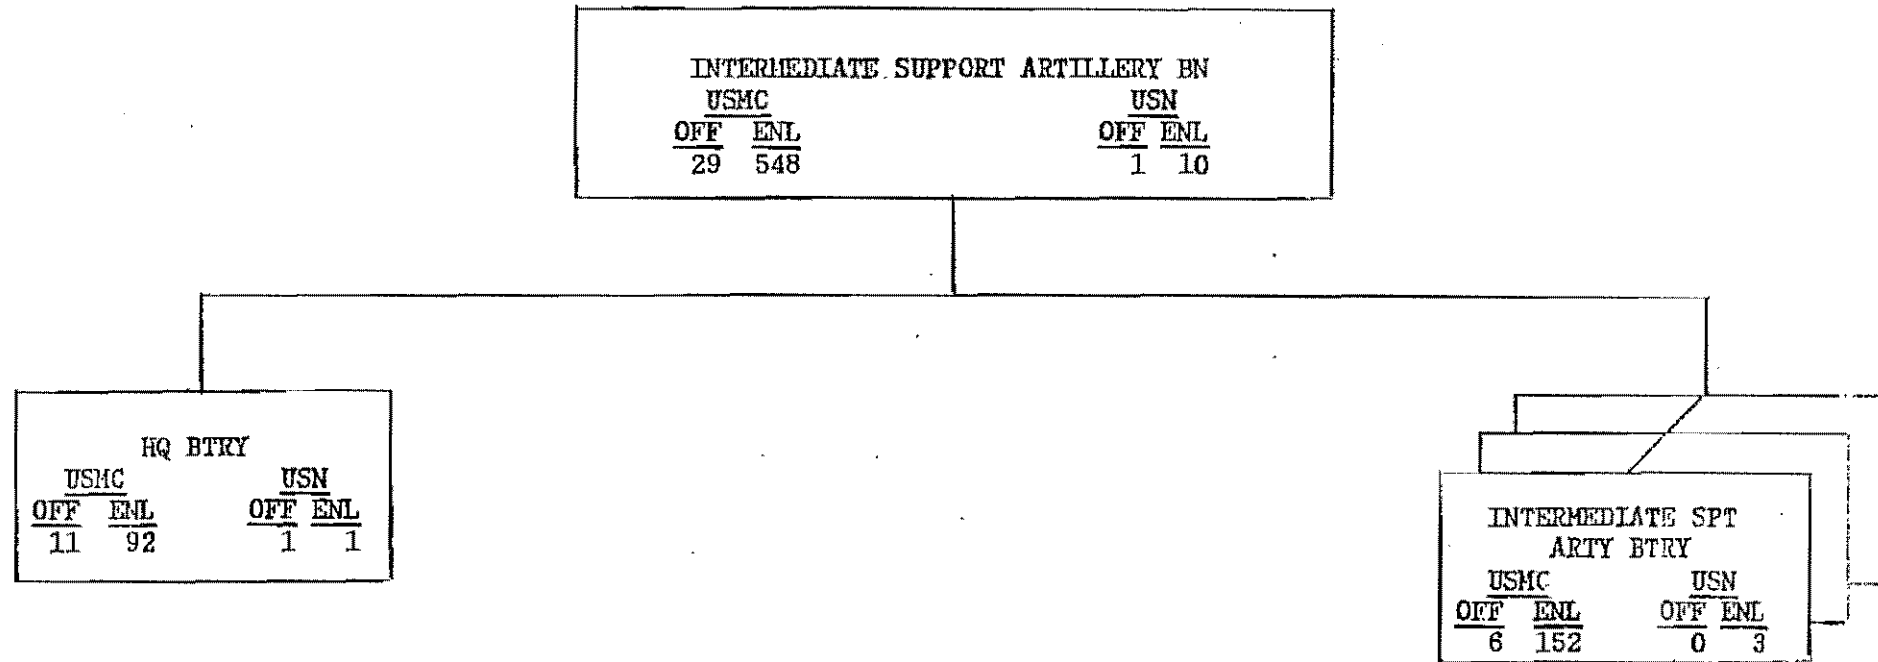 INTERMEDIATE SUPPORT ARTILLERY BN
USMC USN
OFF ENL OFF ENL
29 548 1 10
HQ BTRY
USMC USN
OFF ENL OFF ENL
11 92 1 1
INTERMEDIATE SPT
ARTY BTRY
USMC USN
OFF ENL OFF ENL
6 152 0 3